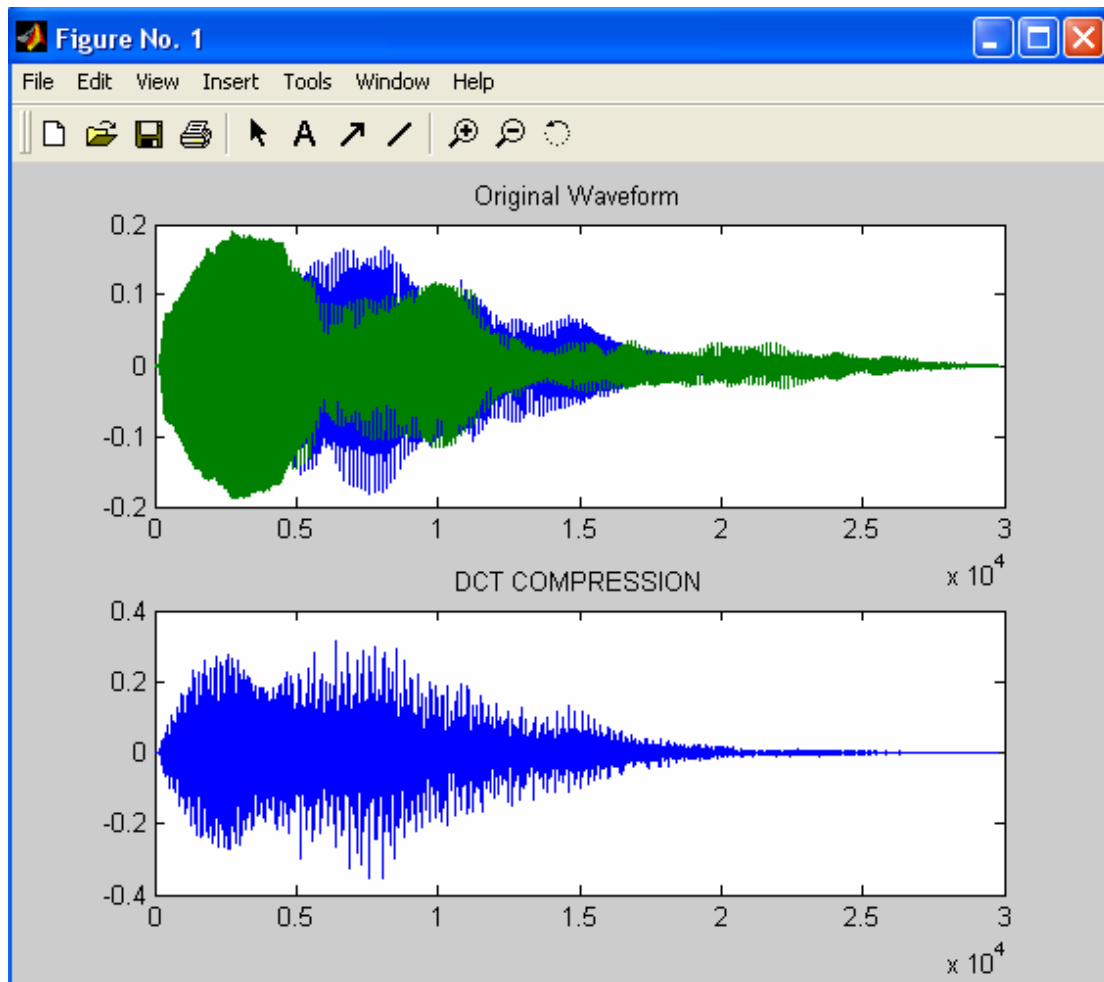 Figure No. 1
File Edit View Insert Tools Window Help
A
Original Waveform
0.2
0.1
0
-0.1
-0.2
0 0.5 1 1.5 2 2.5 3
x 10^4
DCT COMPRESSION
0.4
0.2
0
-0.2
-0.4
0 0.5 1 1.5 2 2.5 3
x 10^4